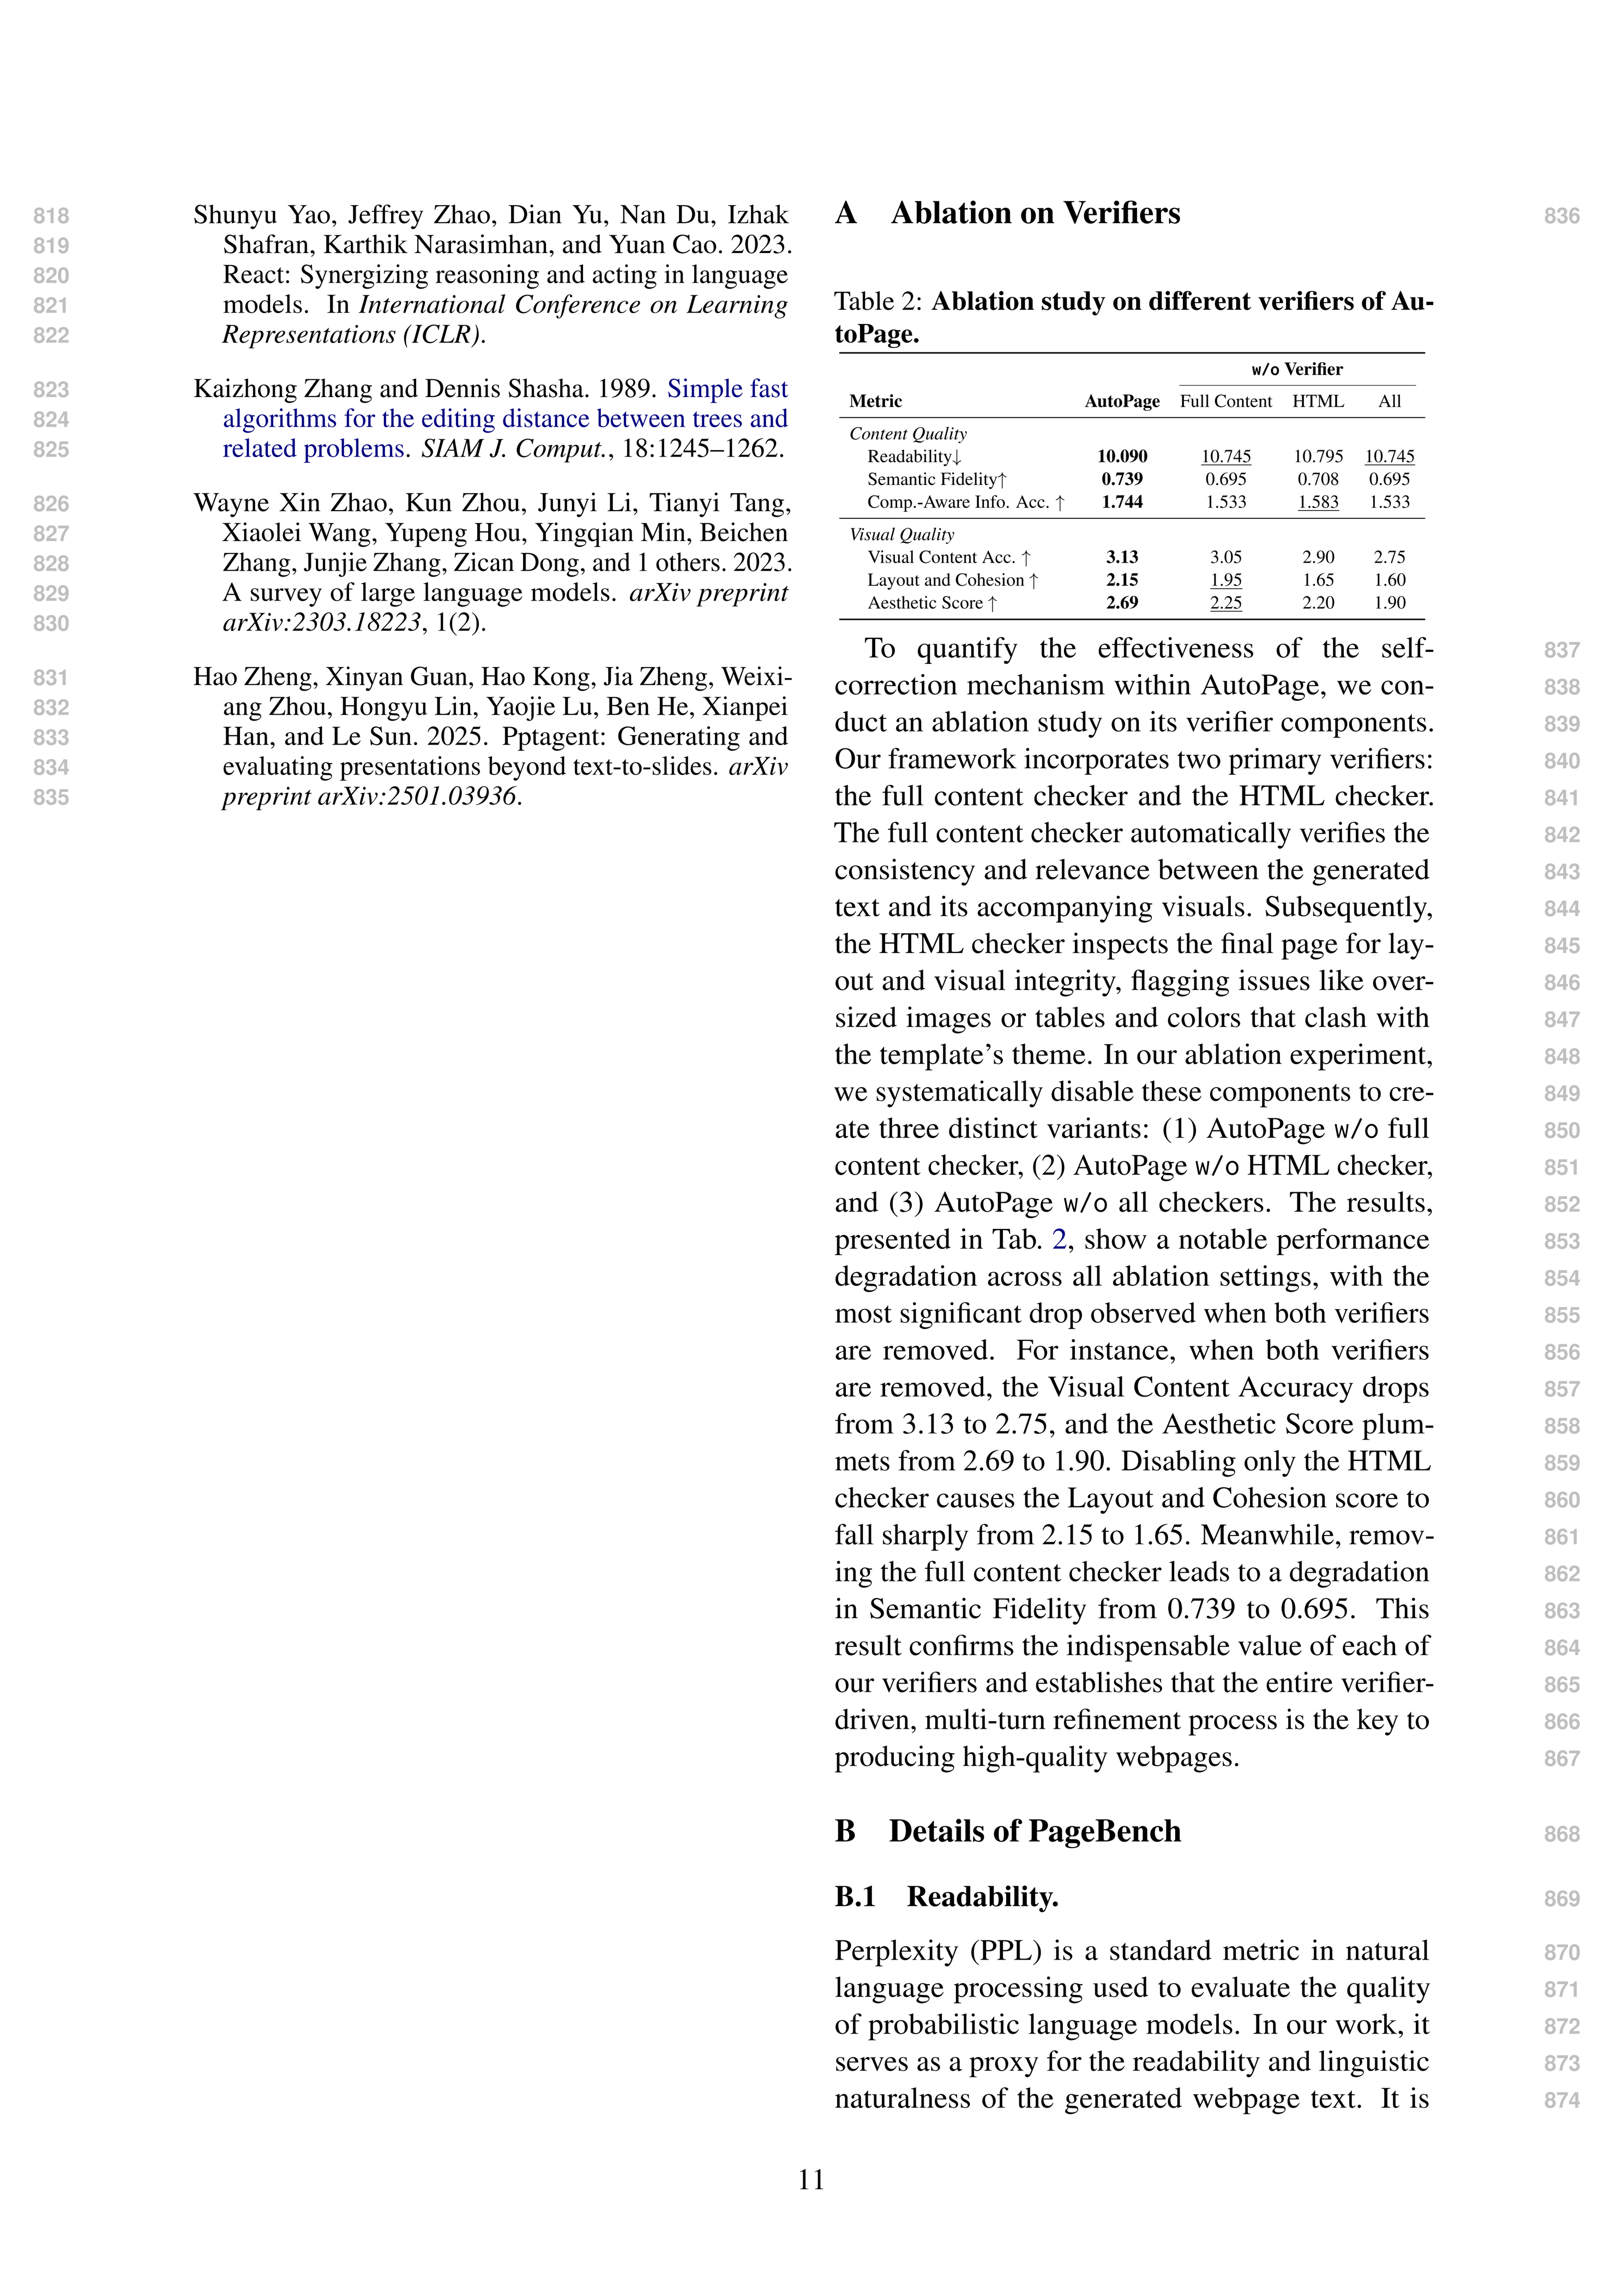 818 Shunyu Yao, Jeffrey Zhao, Dian Yu, Nan Du, Izhak
819 Shafran, Karthik Narasimhan, and Yuan Cao. 2023.
820 React: Synergizing reasoning and acting in language
821 models. In International Conference on Learning
822 Representations (ICLR).
823 Kaizhong Zhang and Dennis Shasha. 1989. Simple fast
824 algorithms for the editing distance between trees and
825 related problems. SIAM J. Comput., 18:1245–1262.
826 Wayne Xin Zhao, Kun Zhou, Junyi Li, Tianyi Tang,
827 Xiaolei Wang, Yupeng Hou, Yingqian Min, Beichen
828 Zhang, Junjie Zhang, Zican Dong, and 1 others. 2023.
829 A survey of large language models. arXiv preprint
830 arXiv:2303.18223, 1(2).
831 Hao Zheng, Xinyan Guan, Hao Kong, Jia Zheng, Weixi-
832 ang Zhou, Hongyu Lin, Yaojie Lu, Ben He, Xianpei
833 Han, and Le Sun. 2025. Pptagent: Generating and
834 evaluating presentations beyond text-to-slides. arXiv
835 preprint arXiv:2501.03936.
A Ablation on Verifiers 836
Table 2: Ablation study on different verifiers of Au-
toPage.
w/o Verifier
Metric AutoPage Full Content HTML All
Content Quality
Readability↓ 10.090 10.745 10.795 10.745
Semantic Fidelity↑ 0.739 0.695 0.708 0.695
Comp.-Aware Info. Acc. ↑ 1.744 1.533 1.583 1.533
Visual Quality
Visual Content Acc. ↑ 3.13 3.05 2.90 2.75
Layout and Cohesion ↑ 2.15 1.95 1.65 1.60
Aesthetic Score ↑ 2.69 2.25 2.20 1.90
To quantify the effectiveness of the self- 837
correction mechanism within AutoPage, we con- 838
duct an ablation study on its verifier components. 839
Our framework incorporates two primary verifiers: 840
the full content checker and the HTML checker. 841
The full content checker automatically verifies the 842
consistency and relevance between the generated 843
text and its accompanying visuals. Subsequently, 844
the HTML checker inspects the final page for lay- 845
out and visual integrity, flagging issues like over- 846
sized images or tables and colors that clash with 847
the template's theme. In our ablation experiment, 848
we systematically disable these components to cre- 849
ate three distinct variants: (1) AutoPage w/o full 850
content checker, (2) AutoPage w/o HTML checker, 851
and (3) AutoPage w/o all checkers. The results, 852
presented in Tab. 2, show a notable performance 853
degradation across all ablation settings, with the 854
most significant drop observed when both verifiers 855
are removed. For instance, when both verifiers 856
are removed, the Visual Content Accuracy drops 857
from 3.13 to 2.75, and the Aesthetic Score plum- 858
mets from 2.69 to 1.90. Disabling only the HTML 859
checker causes the Layout and Cohesion score to 860
fall sharply from 2.15 to 1.65. Meanwhile, remov- 861
ing the full content checker leads to a degradation 862
in Semantic Fidelity from 0.739 to 0.695. This 863
result confirms the indispensable value of each of 864
our verifiers and establishes that the entire verifier- 865
driven, multi-turn refinement process is the key to 866
producing high-quality webpages. 867
B Details of PageBench 868
B.1 Readability. 869
Perplexity (PPL) is a standard metric in natural 870
language processing used to evaluate the quality 871
of probabilistic language models. In our work, it 872
serves as a proxy for the readability and linguistic 873
naturalness of the generated webpage text. It is 874
11